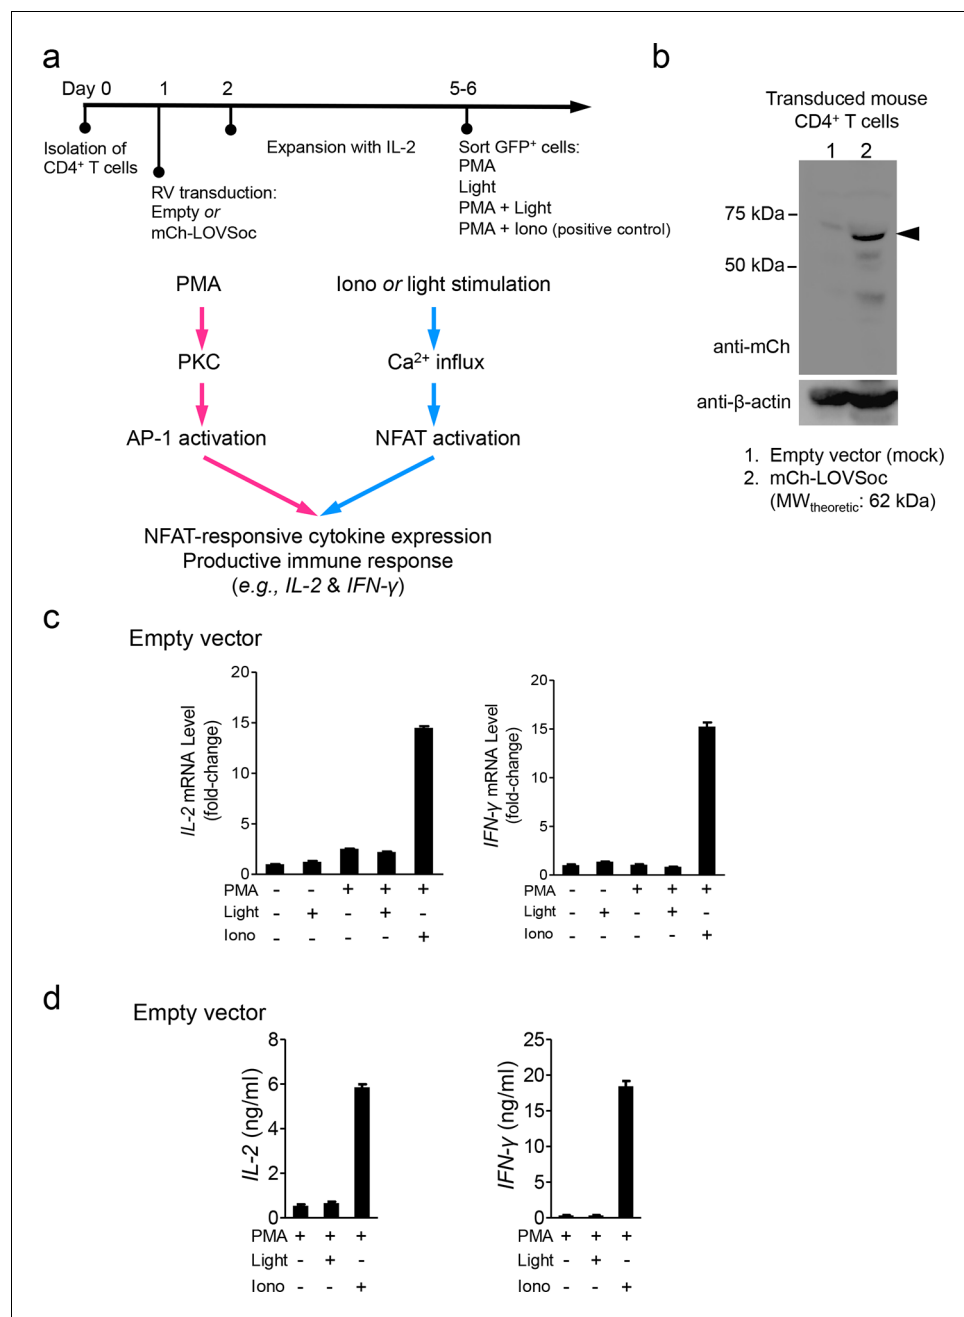 a
Day 0 1 2 5-6
Isolation of
CD4+ T cells
RV transduction:
Empty or
mCh-LOVSoc
Expansion with IL-2
Sort GFP+ cells:
PMA
Light
PMA + Light
PMA + Iono (positive control)
PMA
PKC
AP-1 activation
Iono or light stimulation
Ca2+ influx
NFAT activation
NFAT-responsive cytokine expression
Productive immune response
(e.g., IL-2 & IFN-γ)
b
Transduced mouse
CD4+ T cells
1 2
75 kDa
50 kDa
anti-mCh
anti-β-actin
1. Empty vector (mock)
2. mCh-LOVSoc
(MWtheoretic: 62 kDa)
c
Empty vector
IL-2 mRNA Level
(fold-change)
20
15
10
5
0
PMA - - + + +
Light - + - + -
Iono - - - - +
IFN-γ mRNA Level
(fold-change)
20
15
10
5
0
PMA - - + + +
Light - + - + -
Iono - - - - +
d
Empty vector
IL-2 (ng/ml)
8
6
4
2
0
PMA + + +
Light - + -
Iono - - +
IFN-γ (ng/ml)
25
20
15
10
5
0
PMA + + +
Light - + -
Iono - - +